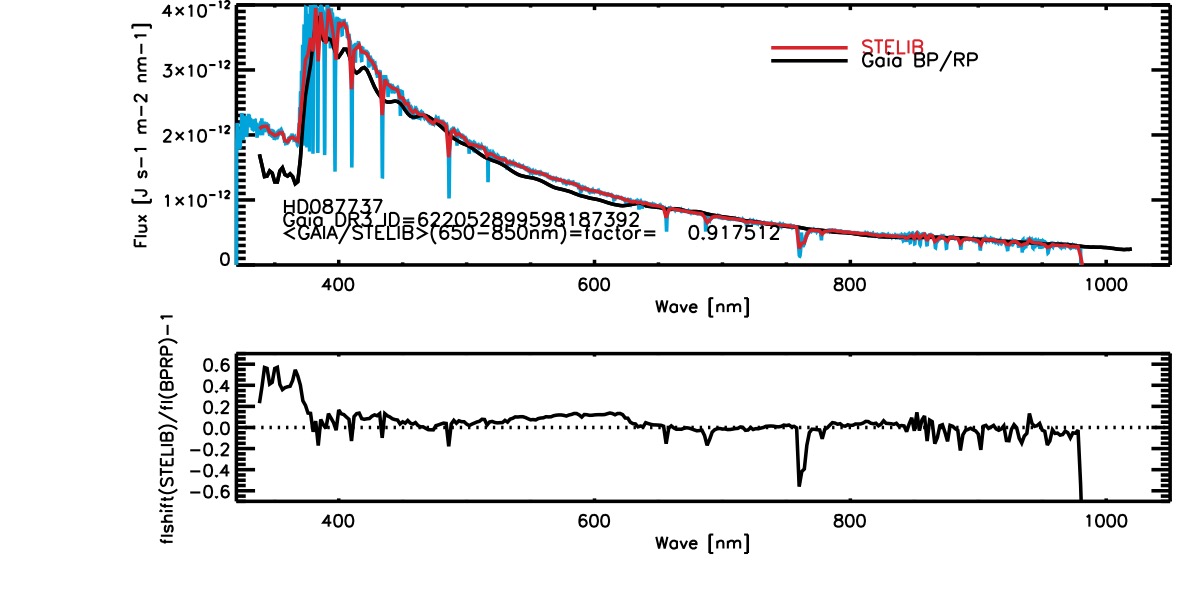 4×10⁻¹²
3×10⁻¹²
2×10⁻¹²
1×10⁻¹²
0
Flux [J s−1 m−2 nm−1]
STELIB
Gaia BP/RP
HD087737
Gaia DR3 ID=622052899598187392
<GAIA/STELIB>(650−850nm)=factor= 0.917512
400 600 800 1000
Wave [nm]
flshift(STELIB)/fl(BPRP)−1
0.6
0.4
0.2
0.0
−0.2
−0.4
−0.6
400 600 800 1000
Wave [nm]